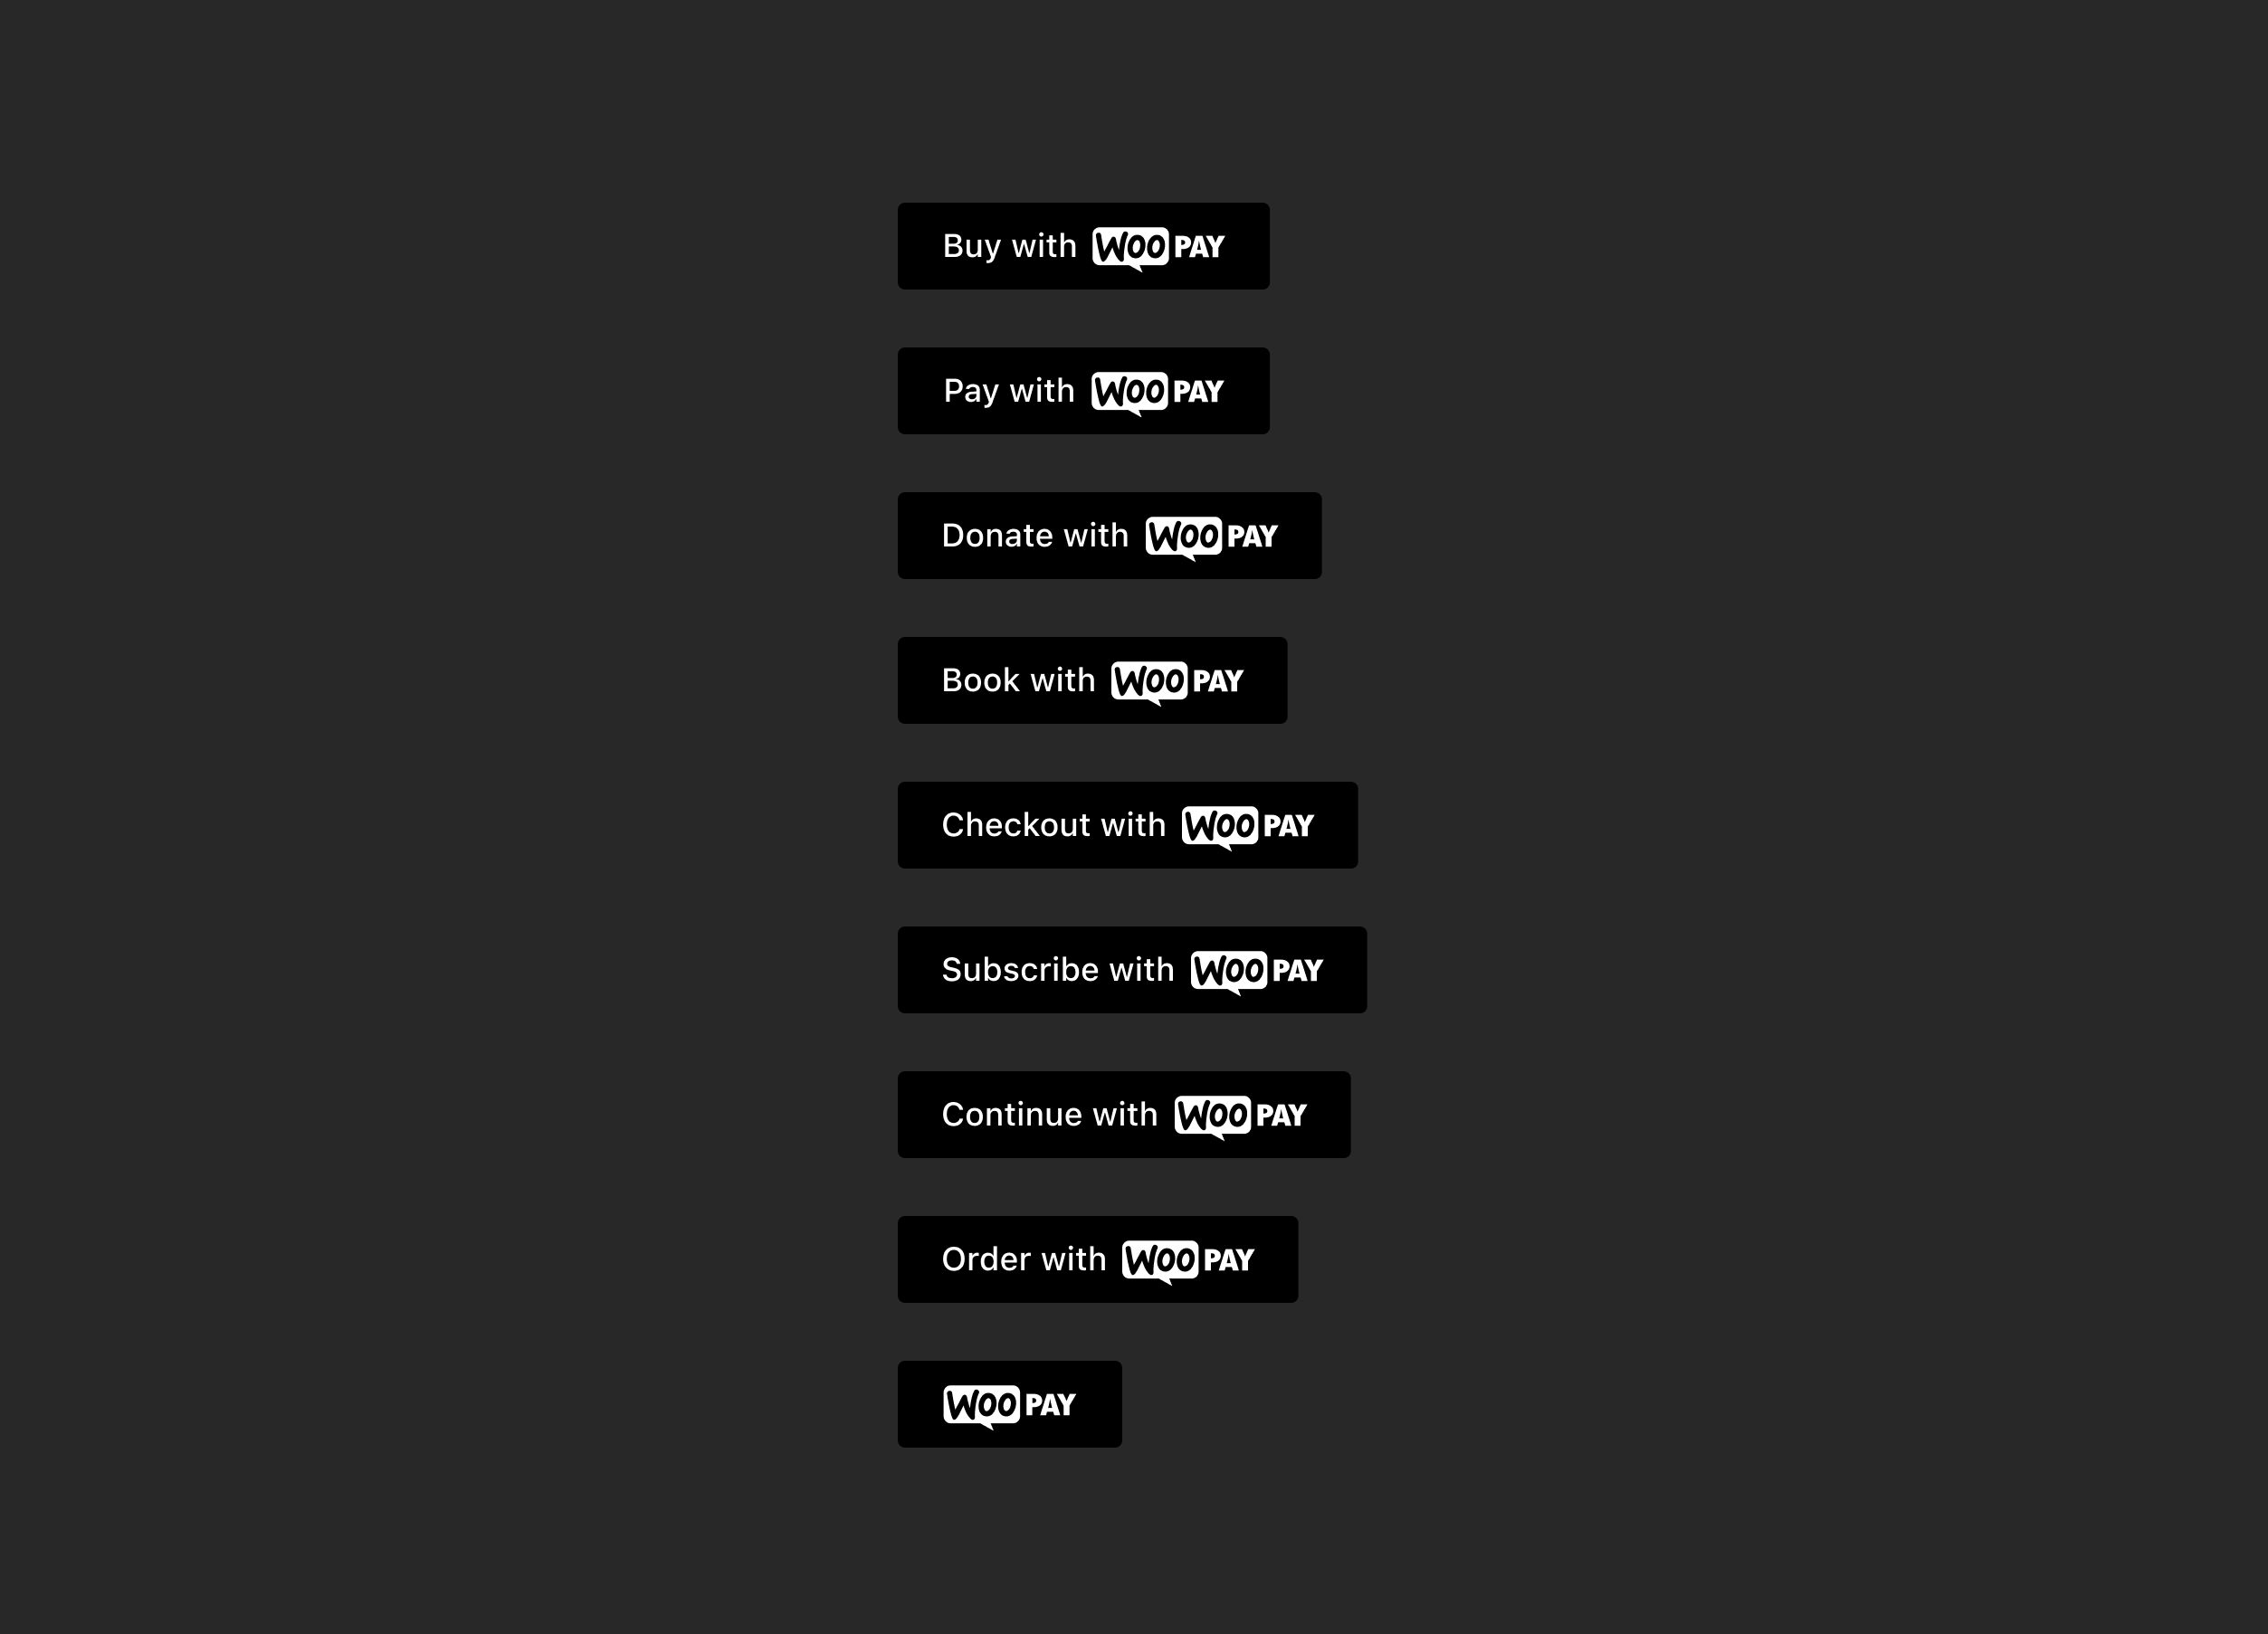 Buy with WOO PAY
Pay with WOO PAY
Donate with WOO PAY
Book with WOO PAY
Checkout with WOO PAY
Subscribe with WOO PAY
Continue with WOO PAY
Order with WOO PAY
WOO PAY